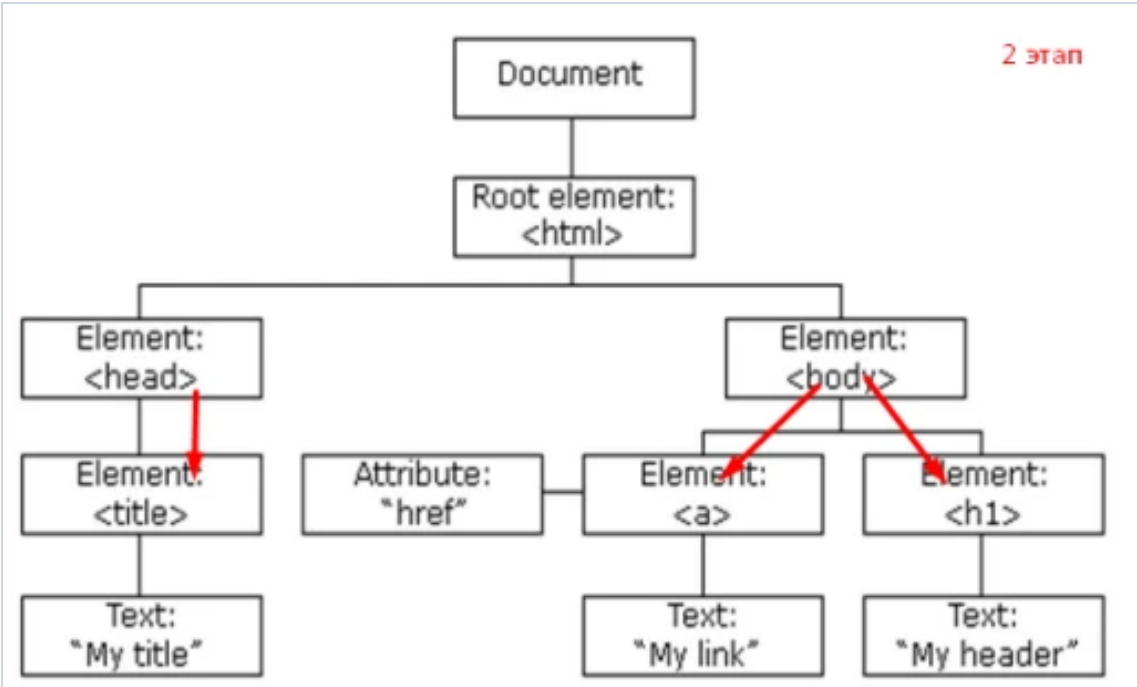 2 этап
Document
Root element:
<html>
Element:
<head>
Element:
<body>
Element:
<title>
Attribute:
“href”
Element:
<a>
Element:
<h1>
Text:
“My title”
Text:
“My link”
Text:
“My header”